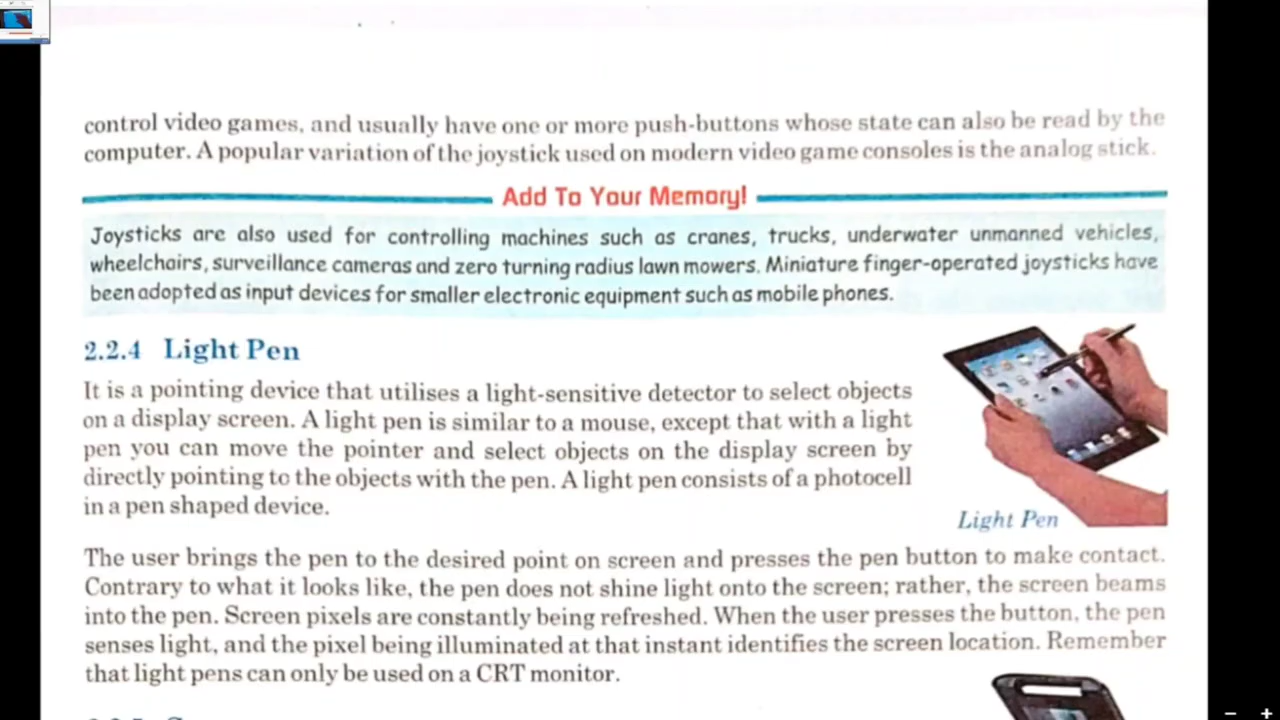 control video games, and usually have one or more push-buttons whose state can also be read by the
computer. A popular variation of the joystick used on modern video game consoles is the analog stick.
Add To Your Memory!
Joysticks are also used for controlling machines such as cranes, trucks, underwater unmanned vehicles,
wheelchairs, surveillance cameras and zero turning radius lawn mowers. Miniature finger-operated joysticks have
been adopted as input devices for smaller electronic equipment such as mobile phones.
2.2.4 Light Pen
It is a pointing device that utilises a light-sensitive detector to select objects
on a display screen. A light pen is similar to a mouse, except that with a light
pen you can move the pointer and select objects on the display screen by
directly pointing to the objects with the pen. A light pen consists of a photocell
in a pen shaped device.
Light Pen
The user brings the pen to the desired point on screen and presses the pen button to make contact.
Contrary to what it looks like, the pen does not shine light onto the screen; rather, the screen beams
into the pen. Screen pixels are constantly being refreshed. When the user presses the button, the pen
senses light, and the pixel being illuminated at that instant identifies the screen location. Remember
that light pens can only be used on a CRT monitor.